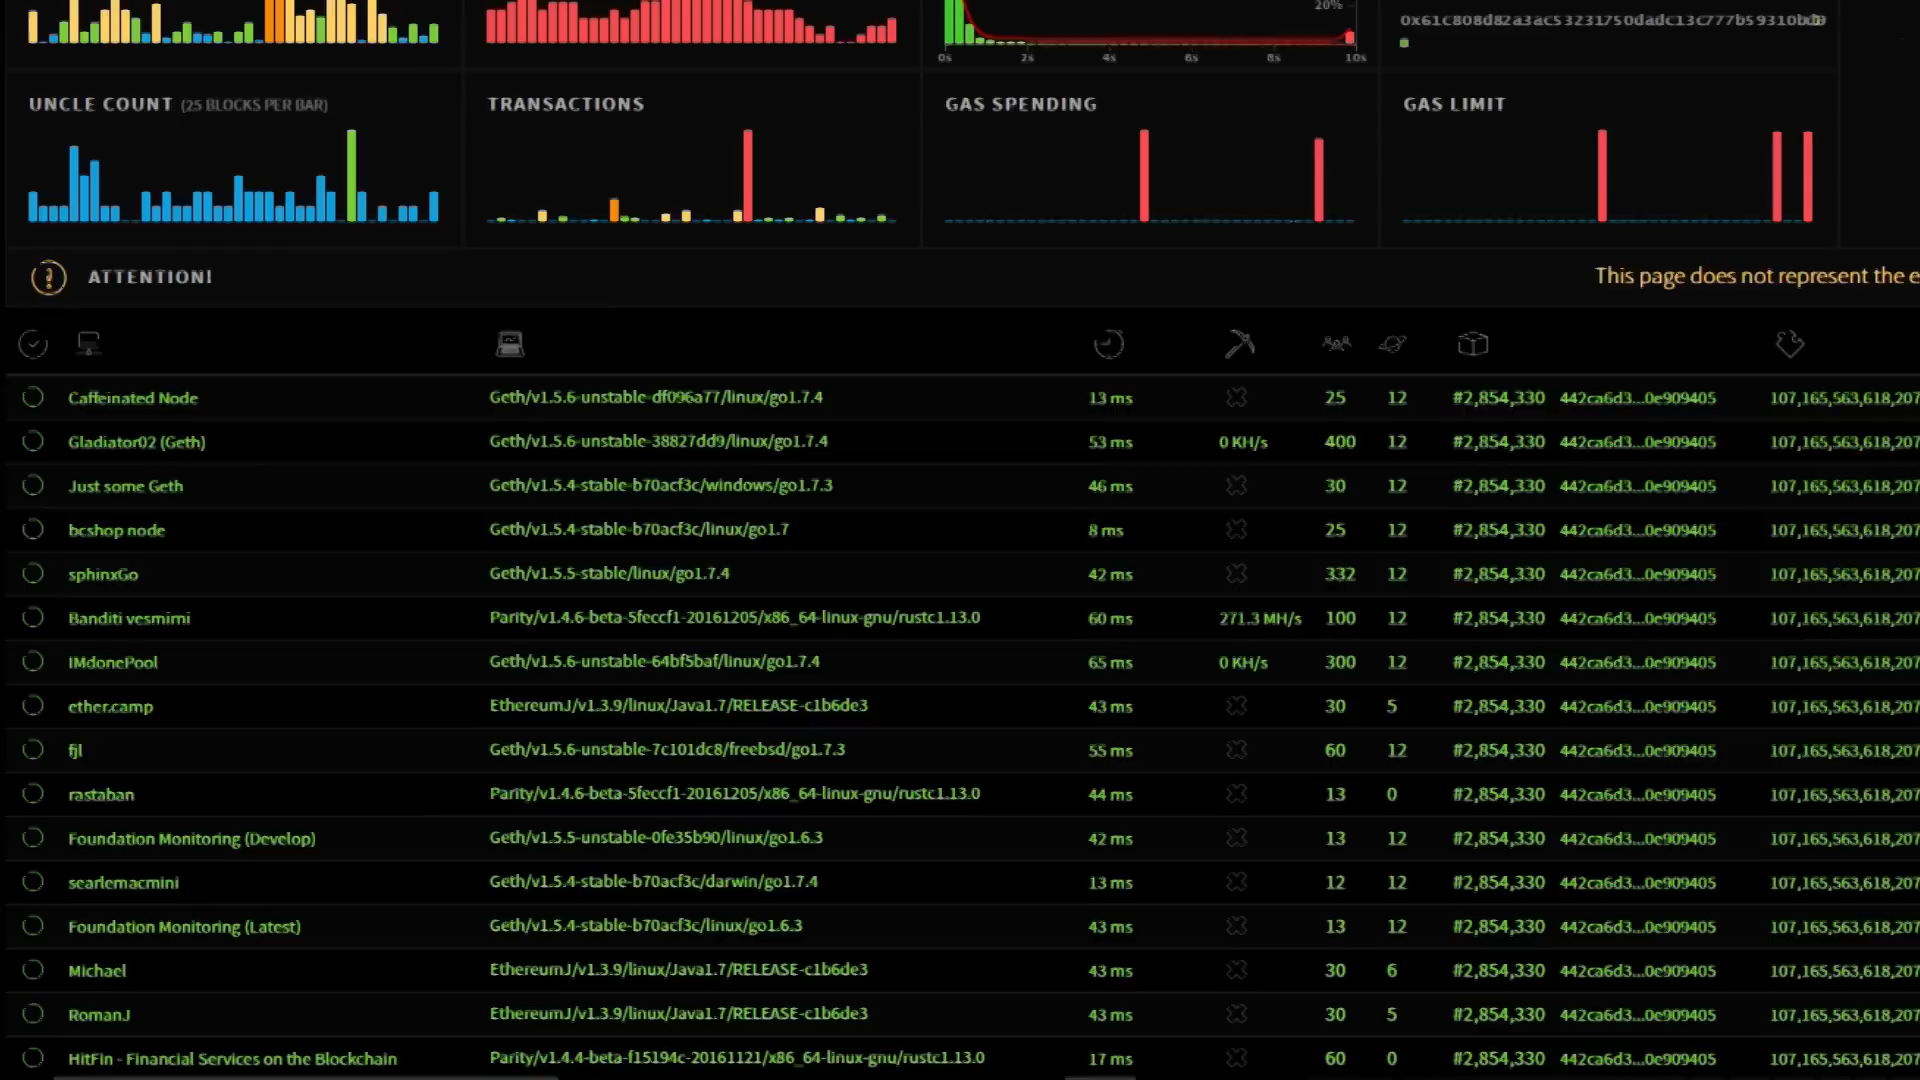 20%
0s 2s 4s 6s 8s 10s
UNCLE COUNT (25 BLOCKS PER BAR) TRANSACTIONS GAS SPENDING GAS LIMIT
ATTENTION! This page does not represent the e
Caffeinated Node Geth/v1.5.6-unstable-df096a77/linux/go1.7.4 13 ms 25 12 #2,854,330 442ca6d3...0e909405 107,165,563,618,207
Gladiator02 (Geth) Geth/v1.5.6-unstable-38827dd9/linux/go1.7.4 53 ms 0 KH/s 400 12 #2,854,330 442ca6d3...0e909405 107,165,563,618,207
Just some Geth Geth/v1.5.4-stable-b70acf3c/windows/go1.7.3 46 ms 30 12 #2,854,330 442ca6d3...0e909405 107,165,563,618,207
bcshop node Geth/v1.5.4-stable-b70acf3c/linux/go1.7 8 ms 25 12 #2,854,330 442ca6d3...0e909405 107,165,563,618,207
sphinxGo Geth/v1.5.5-stable/linux/go1.7.4 42 ms 332 12 #2,854,330 442ca6d3...0e909405 107,165,563,618,207
Banditi vesmimi Parity/v1.4.6-beta-5feccf1-20161205/x86_64-linux-gnu/rustc1.13.0 60 ms 271.3 MH/s 100 12 #2,854,330 442ca6d3...0e909405 107,165,563,618,207
IMdonePool Geth/v1.5.6-unstable-64bf5baf/linux/go1.7.4 65 ms 0 KH/s 300 12 #2,854,330 442ca6d3...0e909405 107,165,563,618,207
ether.camp EthereumJ/v1.3.9/linux/Java1.7/RELEASE-c1b6de3 43 ms 30 5 #2,854,330 442ca6d3...0e909405 107,165,563,618,207
fjl Geth/v1.5.6-unstable-7c101dc8/freebsd/go1.7.3 55 ms 60 12 #2,854,330 442ca6d3...0e909405 107,165,563,618,207
rastaban Parity/v1.4.6-beta-5feccf1-20161205/x86_64-linux-gnu/rustc1.13.0 44 ms 13 0 #2,854,330 442ca6d3...0e909405 107,165,563,618,207
Foundation Monitoring (Develop) Geth/v1.5.5-unstable-0fe35b90/linux/go1.6.3 42 ms 13 12 #2,854,330 442ca6d3...0e909405 107,165,563,618,207
searlemacmini Geth/v1.5.4-stable-b70acf3c/darwin/go1.7.4 13 ms 12 12 #2,854,330 442ca6d3...0e909405 107,165,563,618,207
Foundation Monitoring (Latest) Geth/v1.5.4-stable-b70acf3c/linux/go1.6.3 43 ms 13 12 #2,854,330 442ca6d3...0e909405 107,165,563,618,207
Michael EthereumJ/v1.3.9/linux/Java1.7/RELEASE-c1b6de3 43 ms 30 6 #2,854,330 442ca6d3...0e909405 107,165,563,618,207
RomanJ EthereumJ/v1.3.9/linux/Java1.7/RELEASE-c1b6de3 43 ms 30 5 #2,854,330 442ca6d3...0e909405 107,165,563,618,207
HitFin - Financial Services on the Blockchain Parity/v1.4.4-beta-f15194c-20161121/x86_64-linux-gnu/rustc1.13.0 17 ms 60 0 #2,854,330 442ca6d3...0e909405 107,165,563,618,207